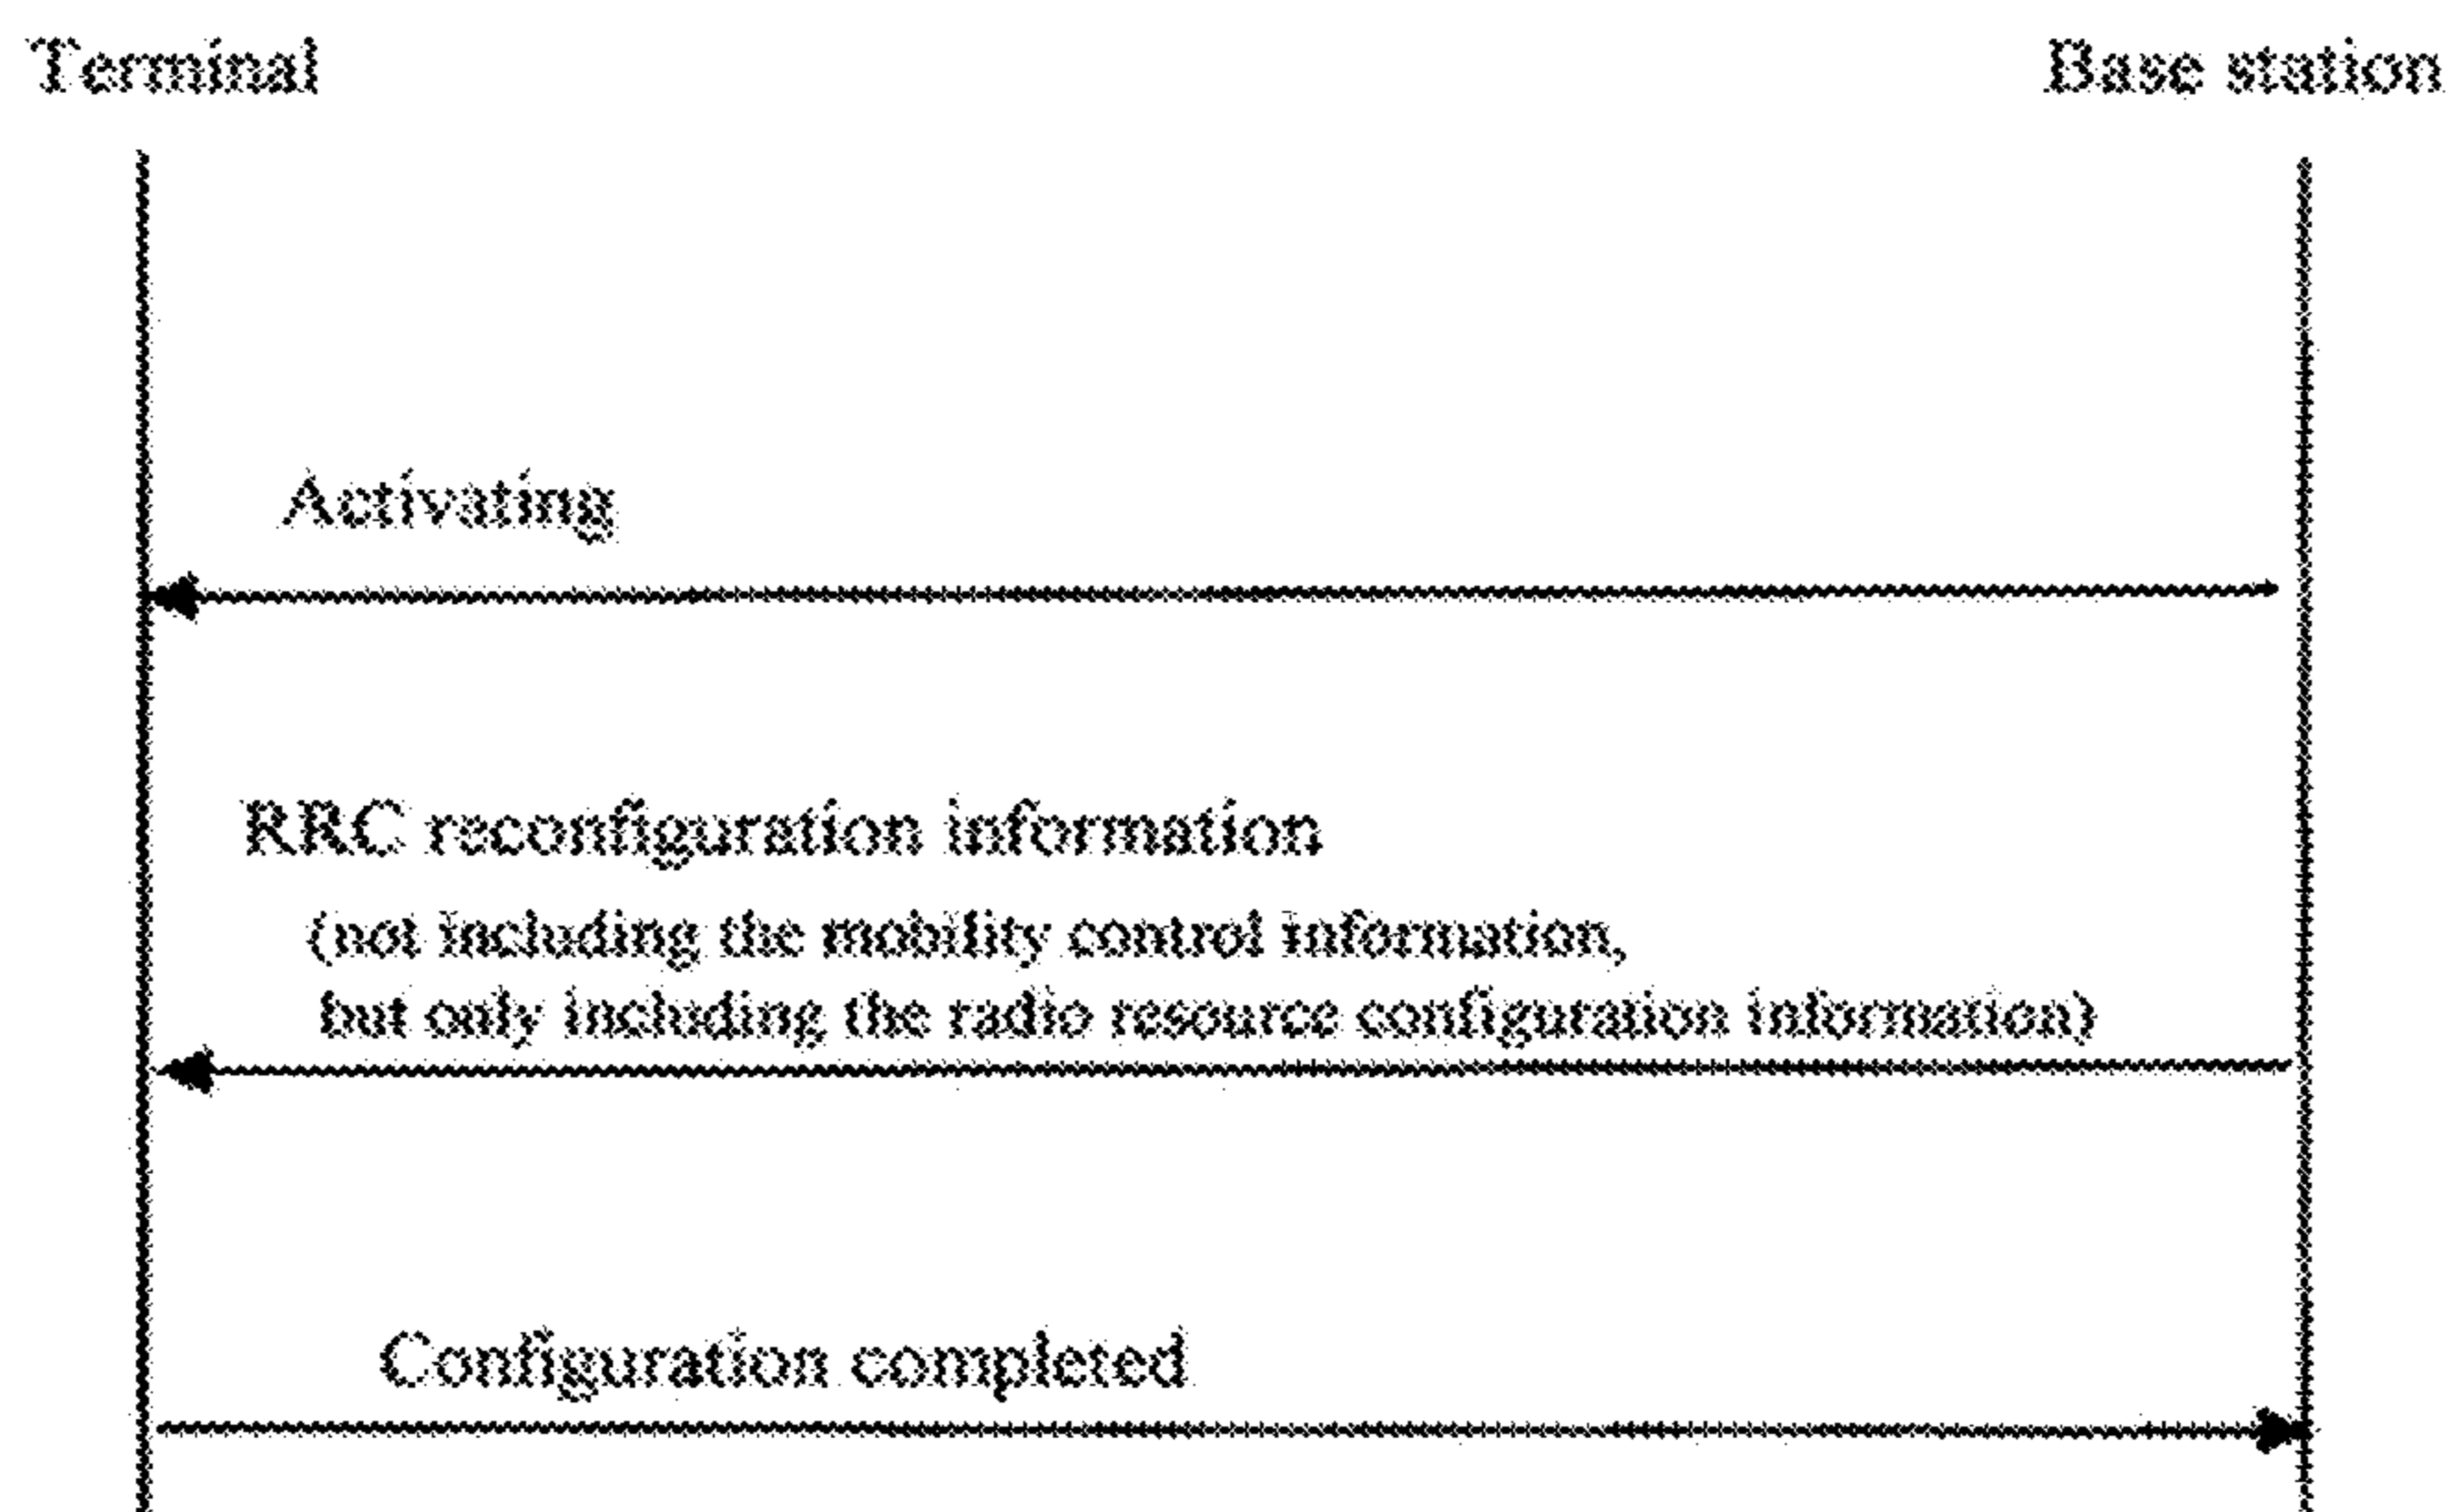 Terminal
Base station
Activating
RRC reconfiguration information
(not including the mobility control information,
but only including the radio resource configuration information)
Configuration completed